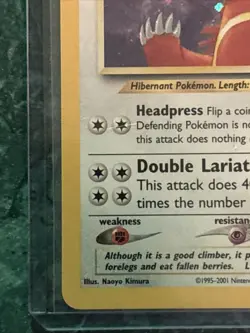 Hibernant Pokémon. Length:
Headpress Flip a coin
Defending Pokémon is no
this attack does nothing
Double Lariat
This attack does 4
times the number
weakness resistan
Although it is a good climber, it p
forelegs and eat fallen berries. L
Illus. Naoyo Kimura ©1995-2001 Ninten